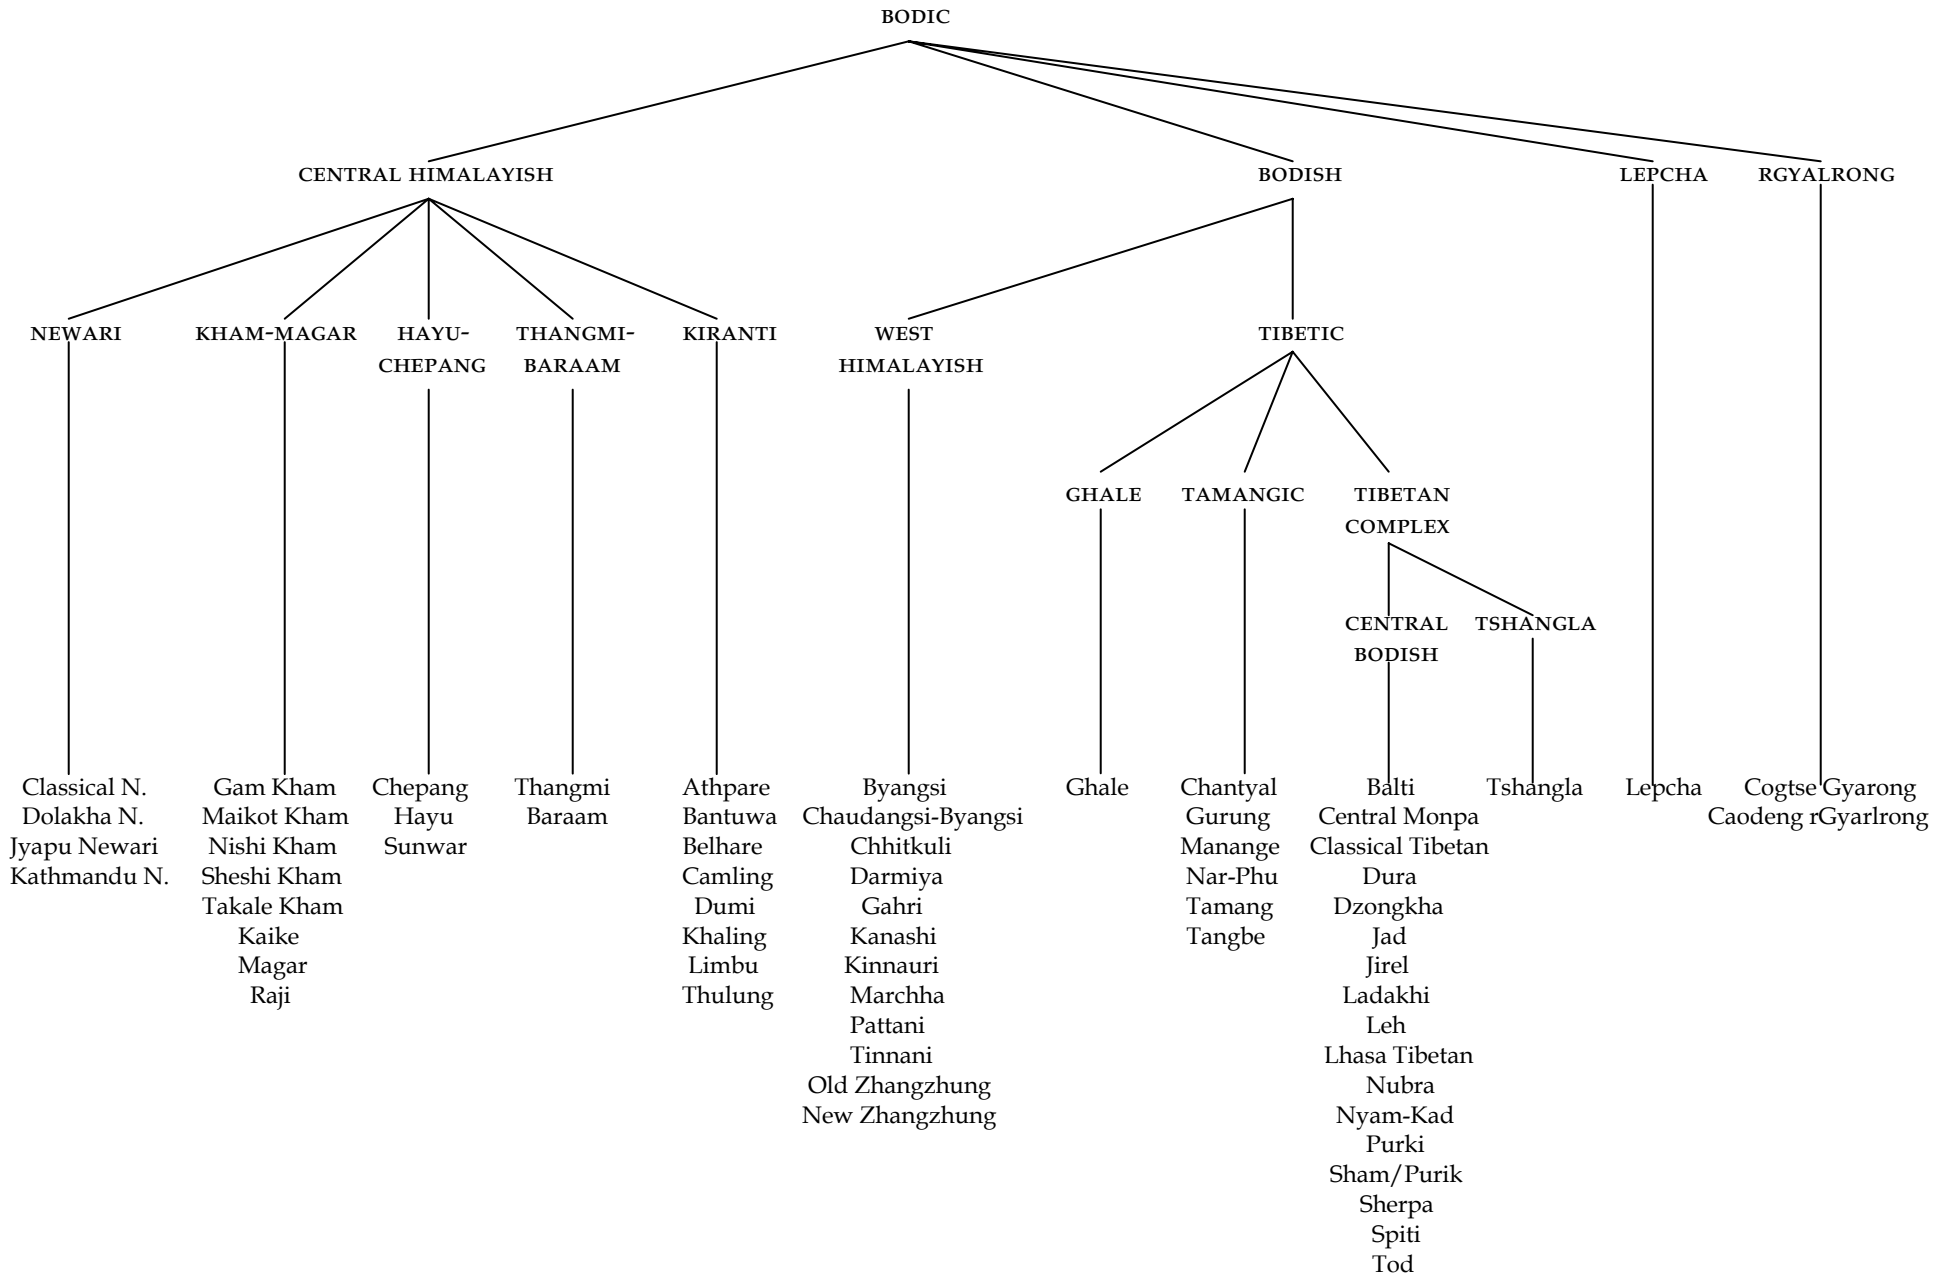 BODIC
CENTRAL HIMALAYISH BODISH LEPCHA RGYALRONG
NEWARI KHAM-MAGAR HAYU- THANGMI- KIRANTI WEST TIBETIC
CHEPANG BARAAM HIMALAYISH
GHALE TAMANGIC TIBETAN
COMPLEX
CENTRAL TSHANGLA
BODISH
Classical N. Gam Kham Chepang Thangmi Athpare Byangsi Ghale Chantyal Balti Tshangla Lepcha Cogtse Gyarong
Dolakha N. Maikot Kham Hayu Baraam Bantuwa Chaudangsi-Byangsi Gurung Central Monpa Caodeng rGyarlrong
Jyapu Newari Nishi Kham Sunwar Belhare Chhitkuli Manange Classical Tibetan
Kathmandu N. Sheshi Kham Camling Darmiya Nar-Phu Dura
Takale Kham Dumi Gahri Tamang Dzongkha
Kaike Khaling Kanashi Tangbe Jad
Magar Limbu Kinnauri Jirel
Raji Thulung Marchha Ladakhi
Pattani Leh
Tinnani Lhasa Tibetan
Old Zhangzhung Nubra
New Zhangzhung Nyam-Kad
Purki
Sham/Purik
Sherpa
Spiti
Tod